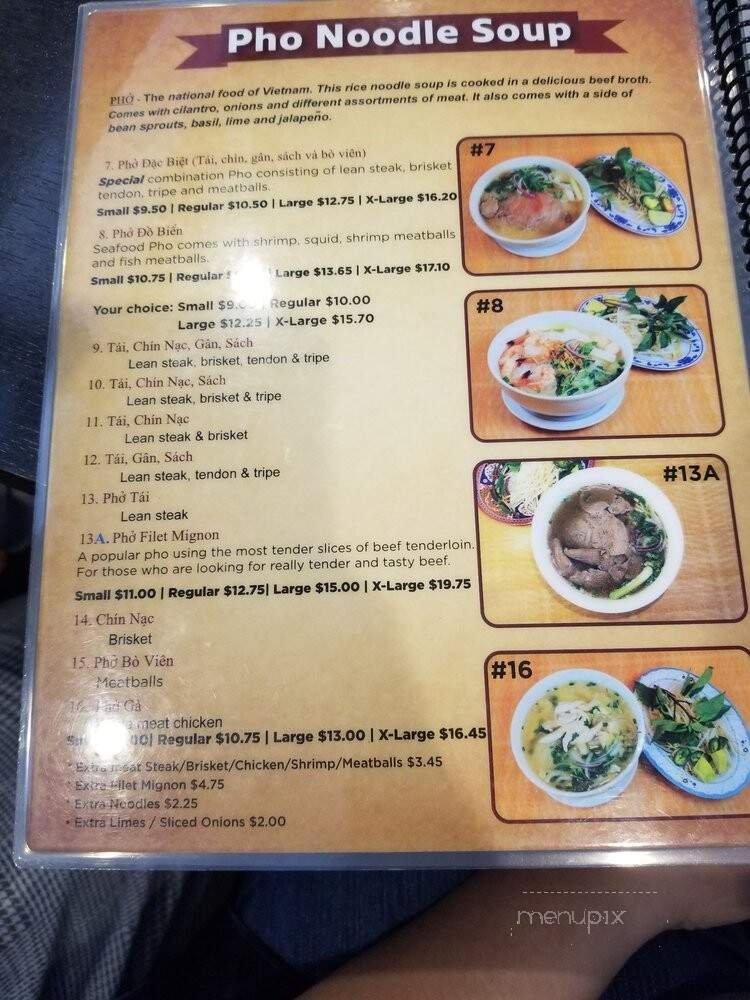 Pho Noodle Soup
PHỞ - The national food of Vietnam. This rice noodle soup is cooked in a delicious beef broth.
Comes with cilantro, onions and different assortments of meat. It also comes with a side of
bean sprouts, basil, lime and jalapeño.
7. Phở Đặc Biệt (Tái, chín, gân, sách và bò viên)
Special combination Pho consisting of lean steak, brisket
tendon, tripe and meatballs.
Small $9.50 | Regular $10.50 | Large $12.75 | X-Large $16.20
#7
8. Phở Đồ Biển
Seafood Pho comes with shrimp, squid, shrimp meatballs
and fish meatballs.
Small $10.75 | Regular | Large $13.65 | X-Large $17.10
#8
Your choice: Small | Regular $10.00
Large $12.25 | X-Large $15.70
9. Tái, Chín Nạc, Gân, Sách
Lean steak, brisket, tendon & tripe
10. Tái, Chín Nạc, Sách
Lean steak, brisket & tripe
11. Tái, Chín Nạc
Lean steak & brisket
12. Tái, Gân, Sách
Lean steak, tendon & tripe
13. Phở Tái
Lean steak
13A. Phở Filet Mignon
A popular pho using the most tender slices of beef tenderloin.
For those who are looking for really tender and tasty beef.
Small $11.00 | Regular $12.75| Large $15.00 | X-Large $19.75
#13A
14. Chín Nạc
Brisket
15. Phở Bò Viên
Meatballs
16. Gà
meat chicken
| Regular $10.75 | Large $13.00 | X-Large $16.45
#16
* Extra meat Steak/Brisket/Chicken/Shrimp/Meatballs $3.45
* Extra Filet Mignon $4.75
* Extra Noodles $2.25
* Extra Limes / Sliced Onions $2.00
menupix